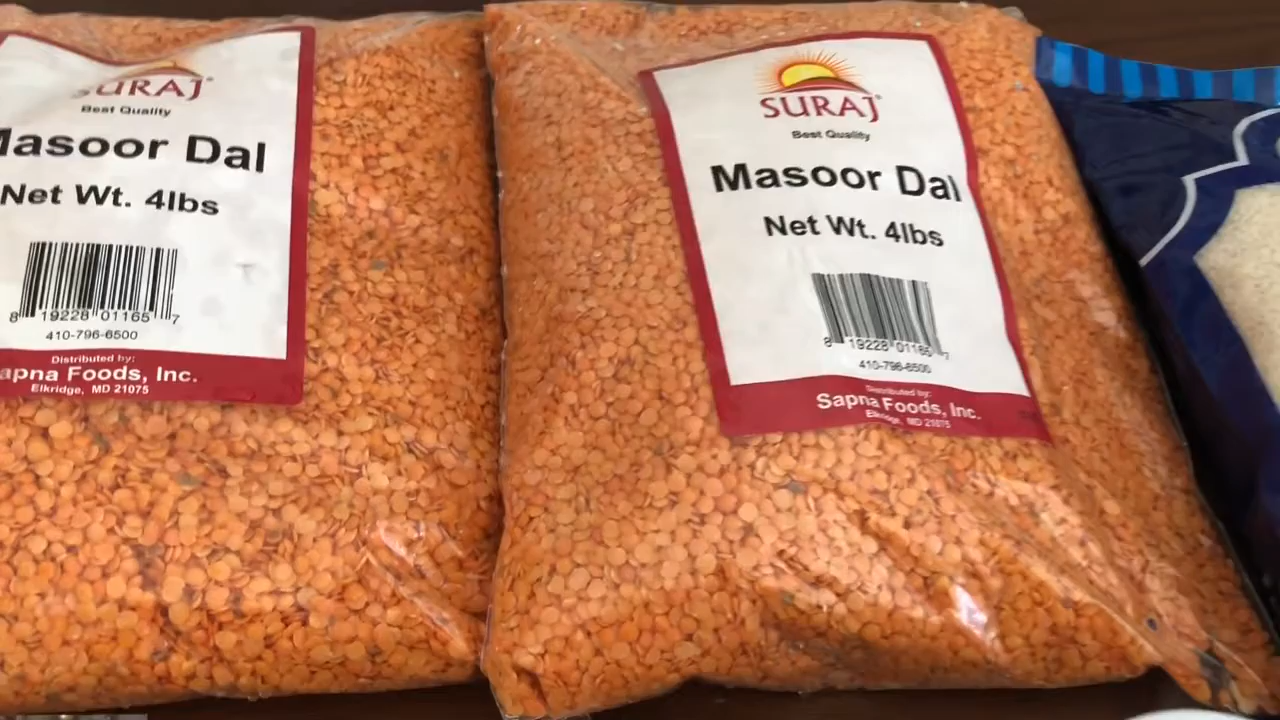 SURAJ
Best Quality
Masoor Dal
Net Wt. 4lbs
8 19228 01165 7
410-796-6500
Distributed by:
Sapna Foods, Inc.
Elkridge, MD 21075
SURAJ
Best Quality
Masoor Dal
Net Wt. 4lbs
8 19228 01165 7
410-796-6500
Distributed by:
Sapna Foods, Inc.
Elkridge, MD 21075